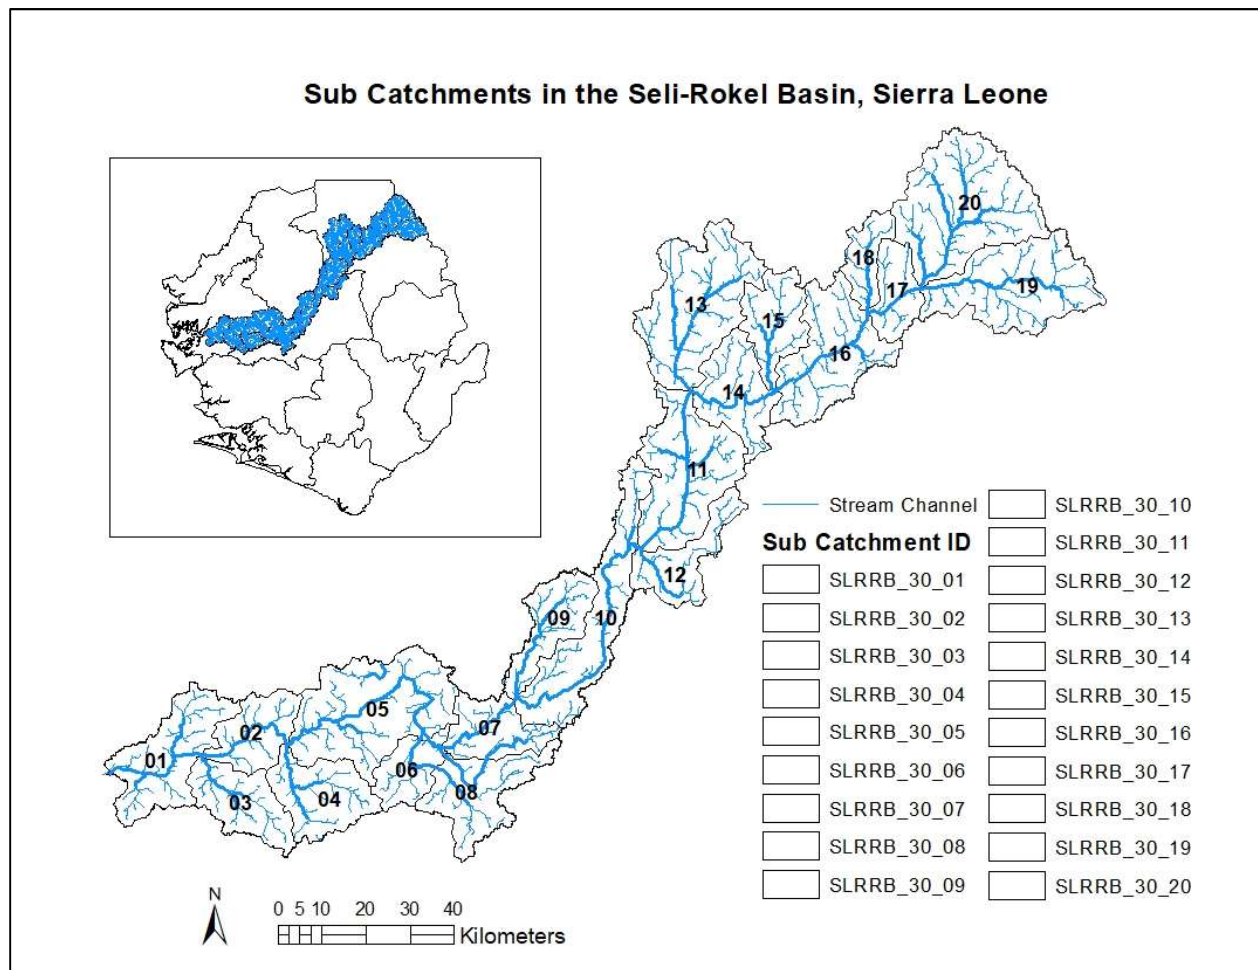 Sub Catchments in the Seli-Rokel Basin, Sierra Leone
20
18
19
17
13
15
16
14
11
12
09
10
05
02
07
01
06
08
04
03
Stream Channel
Sub Catchment ID
SLRRB_30_01
SLRRB_30_02
SLRRB_30_03
SLRRB_30_04
SLRRB_30_05
SLRRB_30_06
SLRRB_30_07
SLRRB_30_08
SLRRB_30_09
SLRRB_30_10
SLRRB_30_11
SLRRB_30_12
SLRRB_30_13
SLRRB_30_14
SLRRB_30_15
SLRRB_30_16
SLRRB_30_17
SLRRB_30_18
SLRRB_30_19
SLRRB_30_20
N
0 5 10 20 30 40
Kilometers